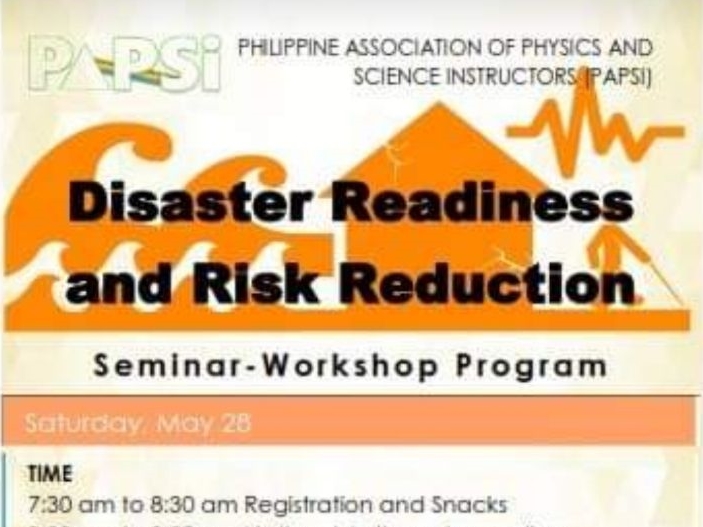 PAPSi
PHILIPPINE ASSOCIATION OF PHYSICS AND
SCIENCE INSTRUCTORS (PAPSI)
Disaster Readiness
and Risk Reduction
Seminar-Workshop Program
Saturday, May 28
TIME
7:30 am to 8:30 am Registration and Snacks